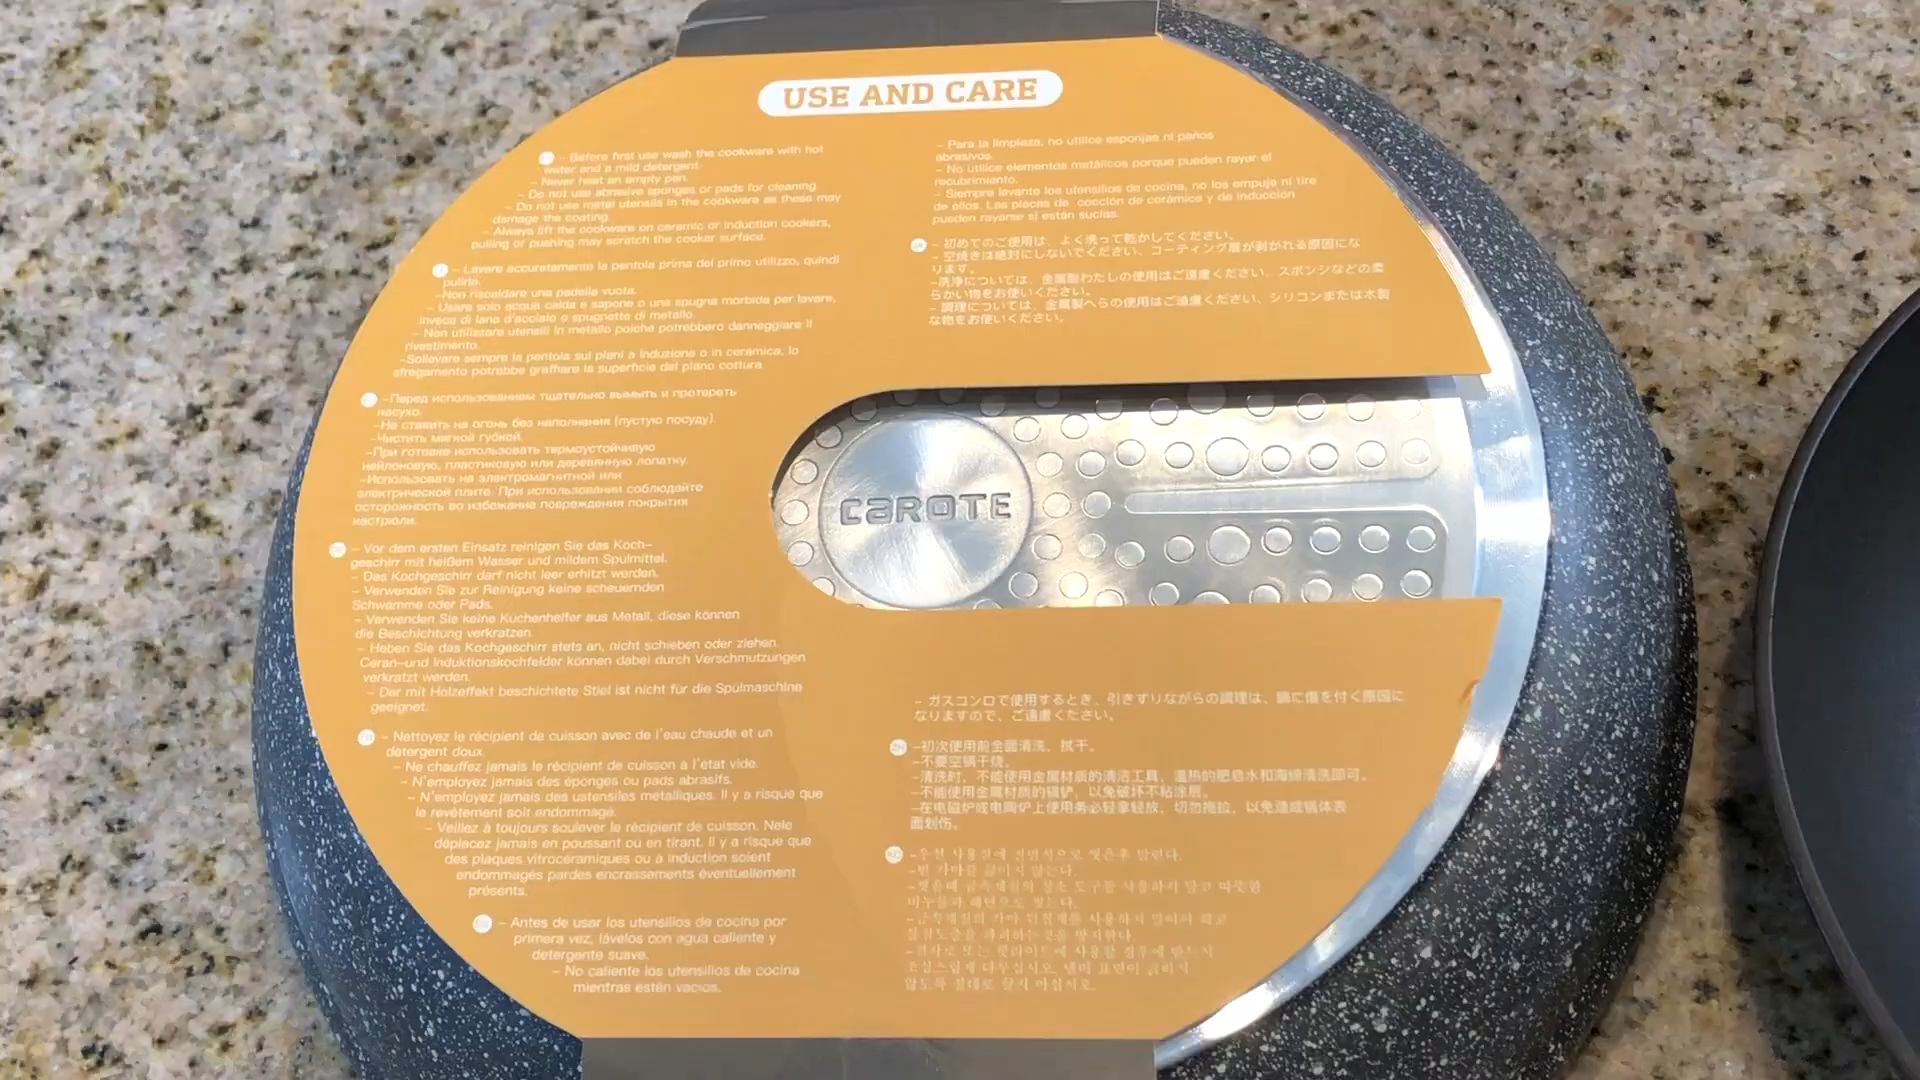 USE AND CARE
- Before first use wash the cookware with hot
water and a mild detergent.
- Never heat an empty pan.
- Do not use abrasive sponges or pads for cleaning.
- Do not use metal utensils in the cookware as these may
damage the coating.
- Always lift the cookware on ceramic or induction cookers,
pulling or pushing may scratch the cooker surface.
IT
- Lavare accuratamente la pentola prima del primo utilizzo, quindi
pulirla.
-Non riscaldare una padella vuota.
- Usare solo acqua calda e sapone o una spugna morbida per lavare,
invece di lana d'acciaio o spugnette di metallo.
- Non utilizzare utensili in metallo poiché potrebbero danneggiare il
rivestimento.
-Sollevare sempre la pentola sui piani a induzione o in ceramica, lo
sfregamento potrebbe graffiare la superficie del piano cottura
-Перед использованием тщательно вымыть и протереть
насухо.
-Не ставить на огонь без наполнения (пустую посуду).
-Чистить мягкой губкой.
-При готовке использовать термоустойчивую
нейлоновую, пластиковую или деревянную лопатку.
-Использовать на электромагнитной или
электрической плите. При использовании соблюдайте
осторожность во избежание повреждения покрытия
кастрюли.
DE
- Vor dem ersten Einsatz reinigen Sie das Koch-
geschirr mit heißem Wasser und mildem Spülmittel.
- Das Kochgeschirr darf nicht leer erhitzt werden.
- Verwenden Sie zur Reinigung keine scheuernden
Schwämme oder Pads.
- Verwenden Sie keine Küchenhelfer aus Metall, diese können
die Beschichtung verkratzen.
- Heben Sie das Kochgeschirr stets an, nicht schieben oder ziehen.
Ceran-und Induktionskochfelder können dabei durch Verschmutzungen
verkratzt werden.
- Der mit Holzeffekt beschichtete Stiel ist nicht für die Spülmaschine
geeignet.
FR
- Nettoyez le récipient de cuisson avec de l'eau chaude et un
détergent doux.
- Ne chauffez jamais le récipient de cuisson à l'état vide.
- N'employez jamais des éponges ou pads abrasifs.
- N'employez jamais des ustensiles metalliques. Il y a risque que
le revêtement soit endommagé.
- Veillez à toujours soulever le récipient de cuisson. Nele
déplacez jamais en poussant ou en tirant. Il y a risque que
des plaques vitrocéramiques ou à induction soient
endommagés pardes encrassements éventuellement
présents.
- Antes de usar los utensilios de cocina por
primera vez, lávelos con agua caliente y
detergente suave.
- No caliente los utensilios de cocina
mientras estén vacíos.
- Para la limpieza, no utilice esponjas ni paños
abrasivos.
- No utilice elementos metálicos porque pueden rayar el
recubrimiento.
- Siempre levante los utensilios de cocina, no los empuje ni tire
de ellos. Las placas de cocción de cerámica y de inducción
pueden rayarse si están sucias.
JA
- 初めてのご使用は、よく洗って乾かしてください。
- 空焼きは絶対にしないでください、コーティング層が剥がれる原因にな
ります。
-洗浄については、金属製わたしの使用はご遠慮ください、スポンジなどの柔
らかい物をお使いください。
- 調理については、金属製へらの使用はご遠慮ください、シリコンまたは木製
な物をお使いください。
CAROTE
- ガスコンロで使用するとき、引きずりながらの調理は、鍋に傷を付く原因に
なりますので、ご遠慮ください。
ZH
-初次使用前全面清洗、拭干。
-不要空锅干烧。
-清洗时，不能使用金属材质的清洁工具，温热的肥皂水和海绵清洗即可。
-不能使用金属材质的锅铲，以免破坏不粘涂层。
-在电磁炉或电陶炉上使用务必轻拿轻放，切勿拖拉，以免造成锅体表
面划伤。
KO
-우선 사용전에 전면적으로 씻은후 말린다.